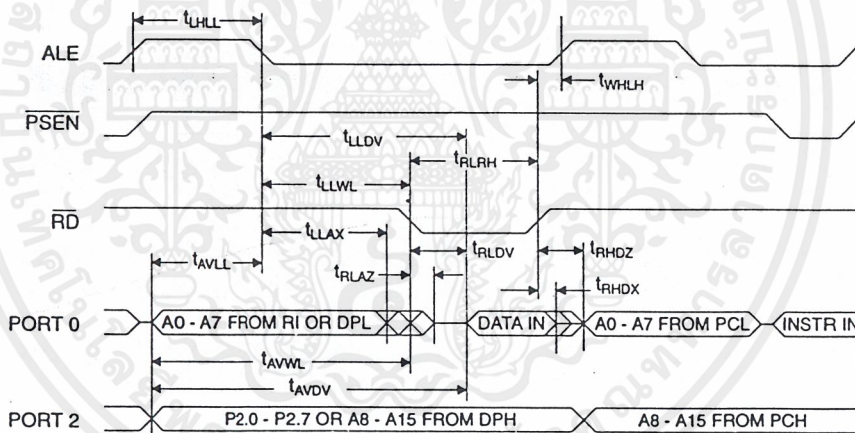 tLHLL
ALE
tWHLH
PSEN
tLLDV
tRLRH
tLLWL
RD
tLLAX
tRLDV
tRHDZ
tAVLL
tRLAZ
tRHDX
PORT 0
A0 - A7 FROM RI OR DPL
DATA IN
A0 - A7 FROM PCL
INSTR IN
tAVWL
tAVDV
PORT 2
P2.0 - P2.7 OR A8 - A15 FROM DPH
A8 - A15 FROM PCH